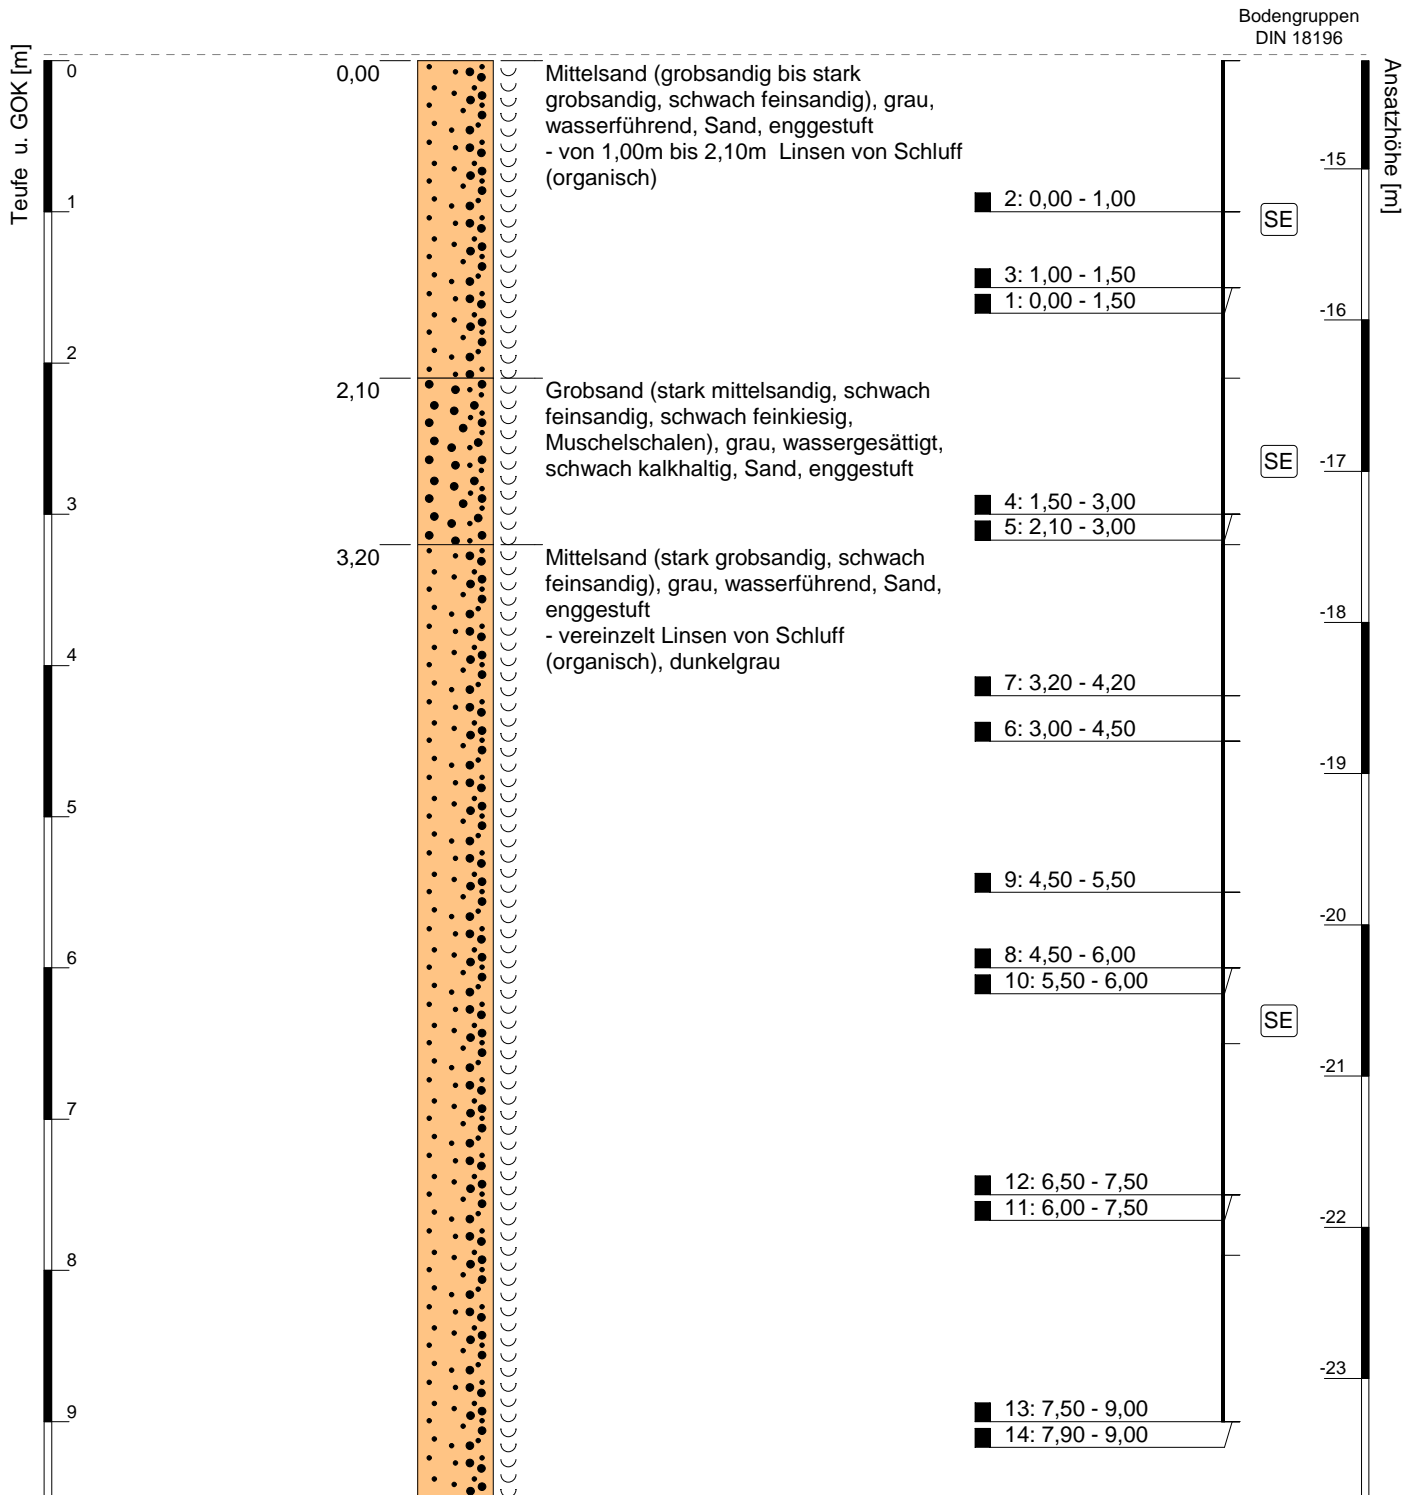 Bodengruppen
DIN 18196
Teufe u. GOK [m]
Ansatzhöhe [m]
0
1
2
3
4
5
6
7
8
9
0,00
2,10
3,20
Mittelsand (grobsandig bis stark
grobsandig, schwach feinsandig), grau,
wasserführend, Sand, enggestuft
- von 1,00m bis 2,10m Linsen von Schluff
(organisch)
Grobsand (stark mittelsandig, schwach
feinsandig, schwach feinkiesig,
Muschelschalen), grau, wassergesättigt,
schwach kalkhaltig, Sand, enggestuft
Mittelsand (stark grobsandig, schwach
feinsandig), grau, wasserführend, Sand,
enggestuft
- vereinzelt Linsen von Schluff
(organisch), dunkelgrau
2: 0,00 - 1,00
3: 1,00 - 1,50
1: 0,00 - 1,50
4: 1,50 - 3,00
5: 2,10 - 3,00
7: 3,20 - 4,20
6: 3,00 - 4,50
9: 4,50 - 5,50
8: 4,50 - 6,00
10: 5,50 - 6,00
12: 6,50 - 7,50
11: 6,00 - 7,50
13: 7,50 - 9,00
14: 7,90 - 9,00
SE
SE
SE
-15
-16
-17
-18
-19
-20
-21
-22
-23